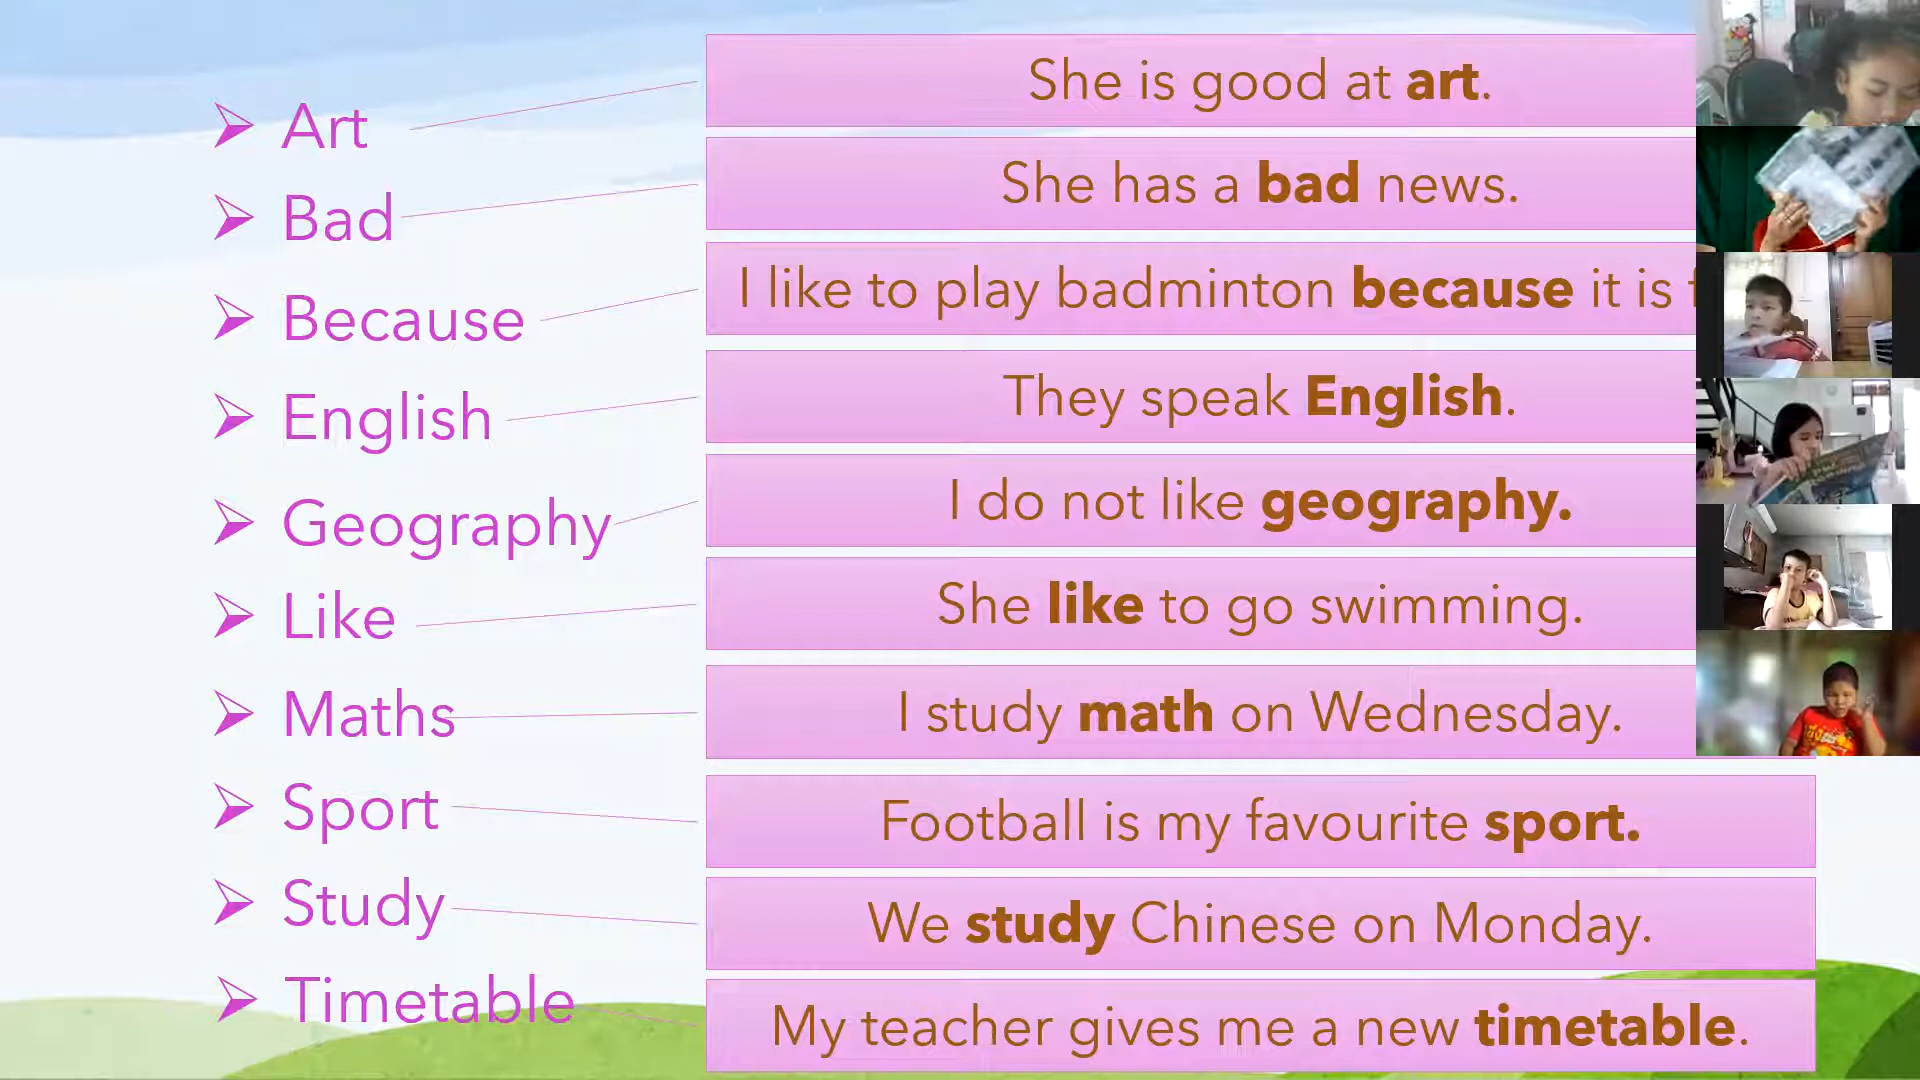 Art
She is good at art.
Bad
She has a bad news.
Because
I like to play badminton because it is
English
They speak English.
Geography
I do not like geography.
Like
She like to go swimming.
Maths
I study math on Wednesday.
Sport
Football is my favourite sport.
Study
We study Chinese on Monday.
Timetable
My teacher gives me a new timetable.